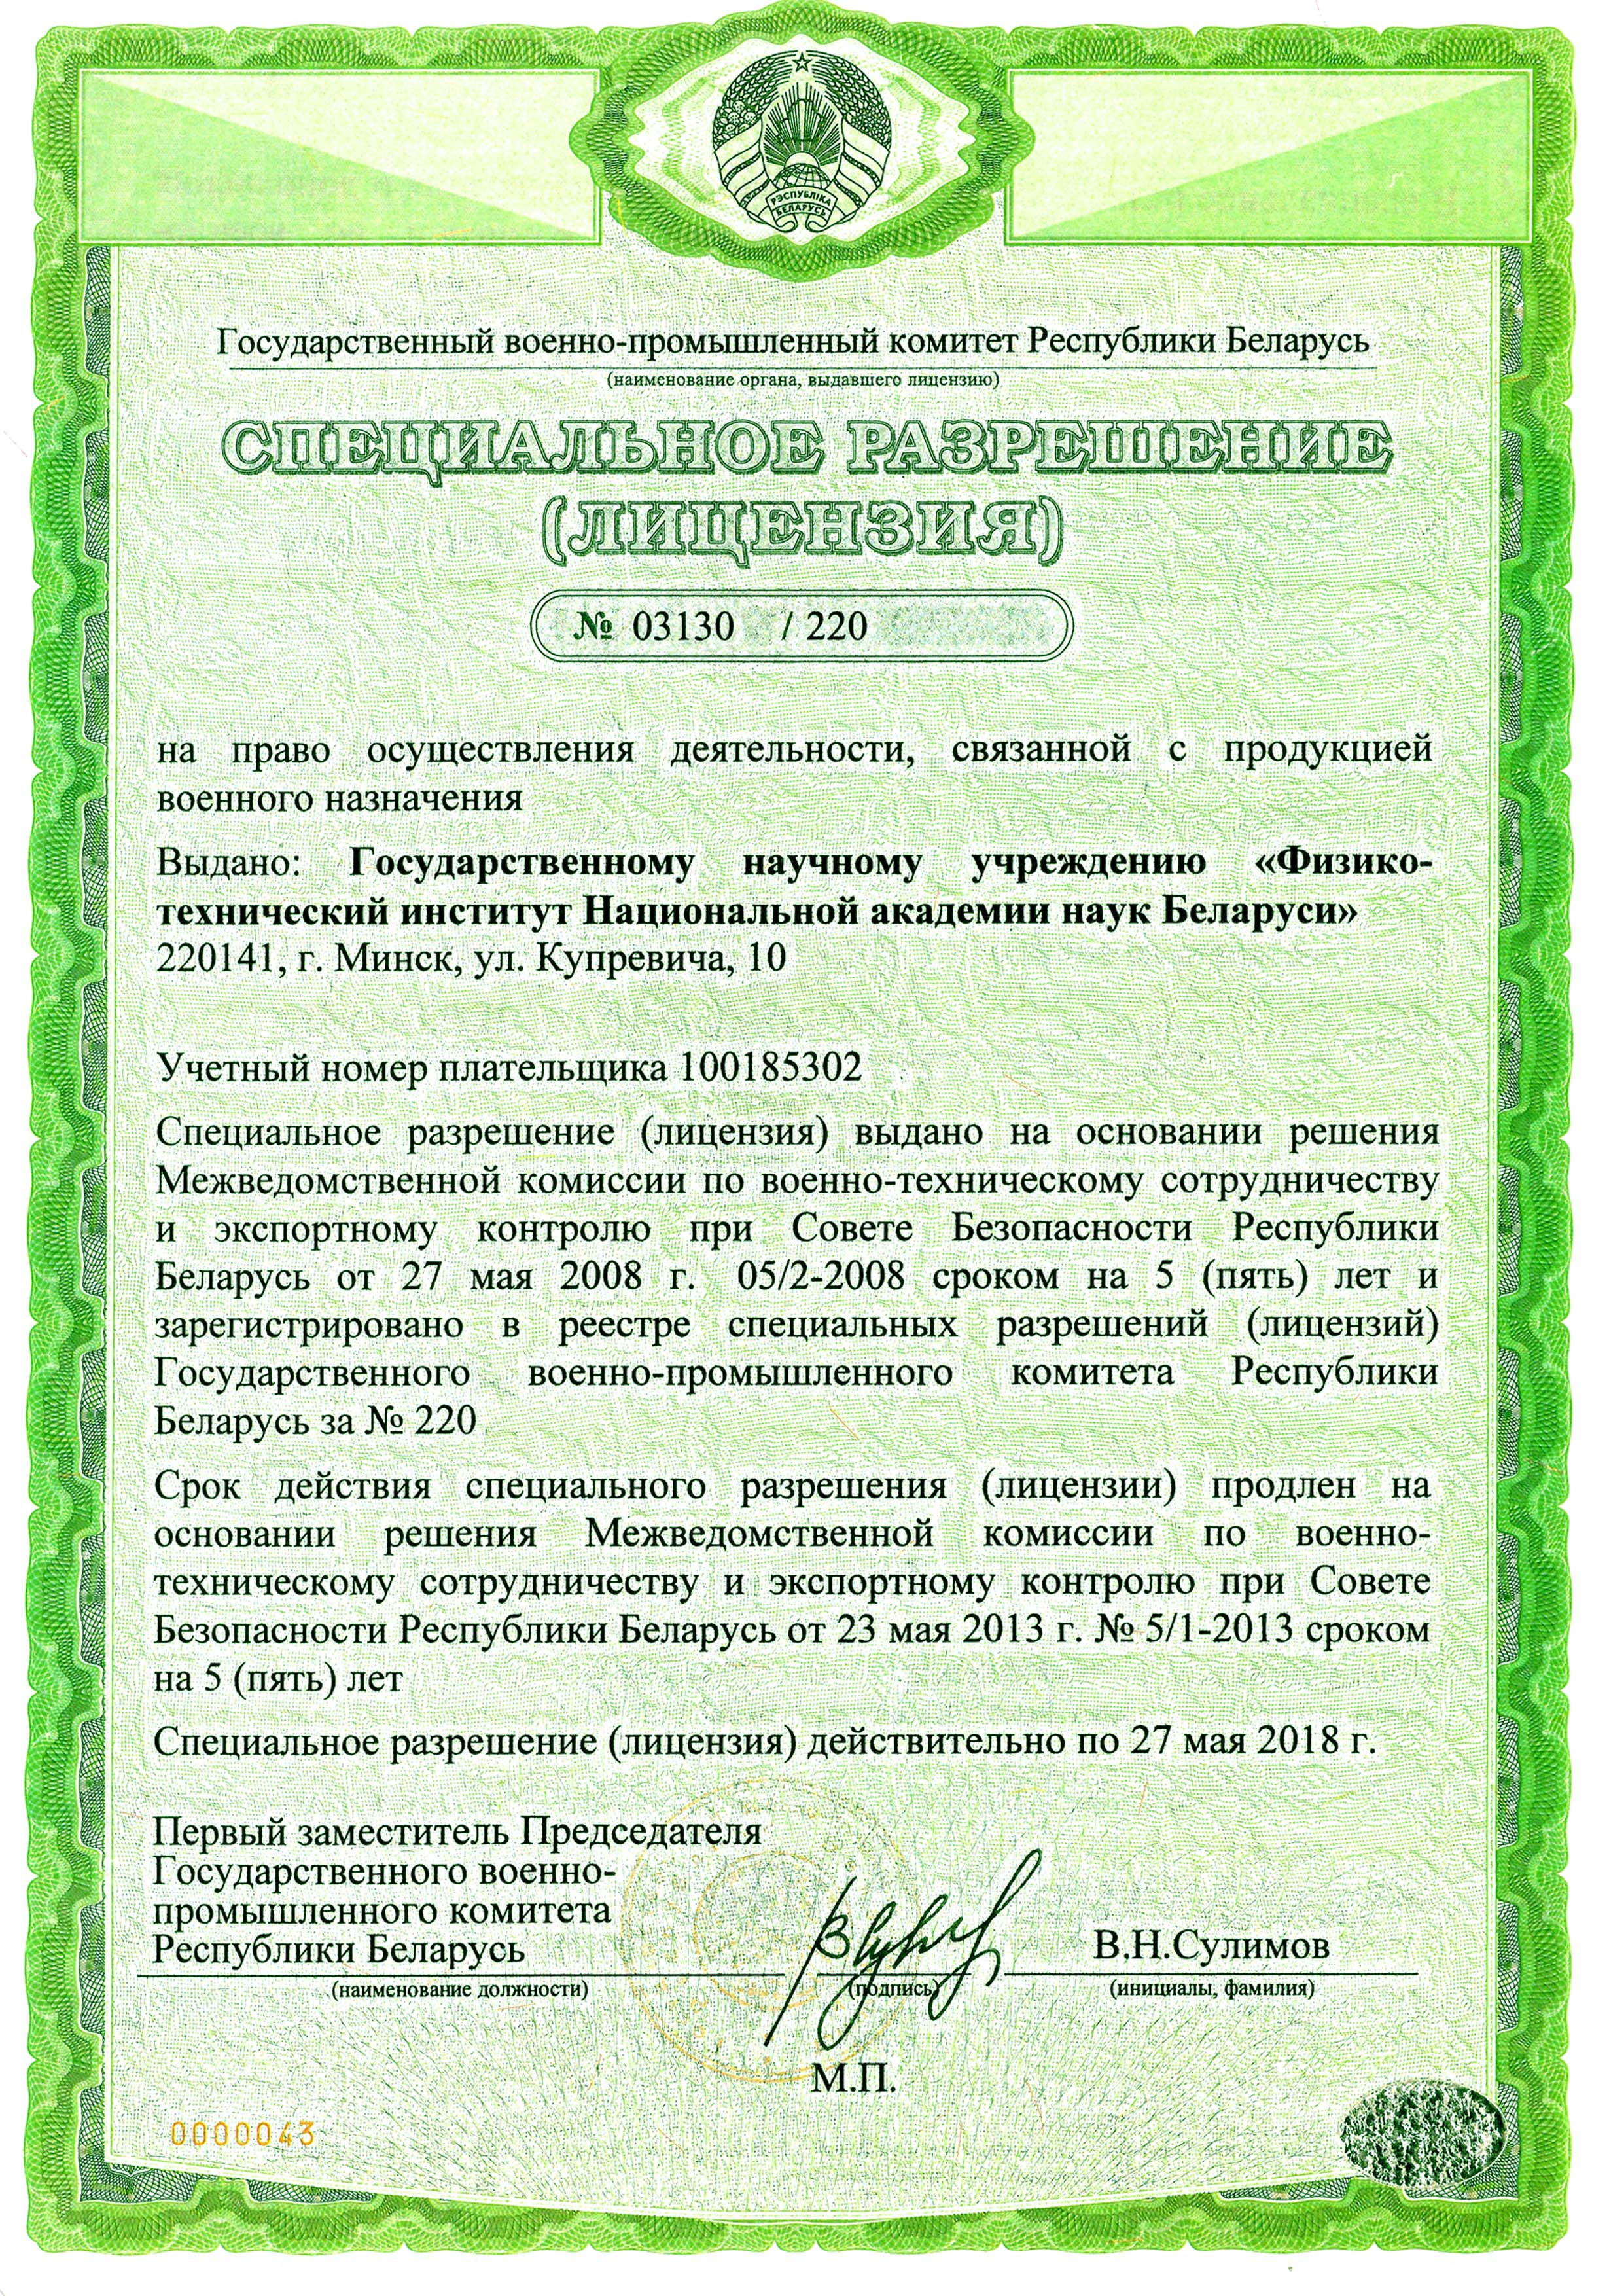 РЭСПУБЛІКА
БЕЛАРУСЬ
Государственный военно-промышленный комитет Республики Беларусь
(наименование органа, выдавшего лицензию)
СПЕЦИАЛЬНОЕ РАЗРЕШЕНИЕ
(ЛИЦЕНЗИЯ)
№ 03130 / 220
на право осуществления деятельности, связанной с продукцией
военного назначения
Выдано: Государственному научному учреждению «Физико-
технический институт Национальной академии наук Беларуси»
220141, г. Минск, ул. Купревича, 10
Учетный номер плательщика 100185302
Специальное разрешение (лицензия) выдано на основании решения
Межведомственной комиссии по военно-техническому сотрудничеству
и экспортному контролю при Совете Безопасности Республики
Беларусь от 27 мая 2008 г. 05/2-2008 сроком на 5 (пять) лет и
зарегистрировано в реестре специальных разрешений (лицензий)
Государственного военно-промышленного комитета Республики
Беларусь за № 220
Срок действия специального разрешения (лицензии) продлен на
основании решения Межведомственной комиссии по военно-
техническому сотрудничеству и экспортному контролю при Совете
Безопасности Республики Беларусь от 23 мая 2013 г. № 5/1-2013 сроком
на 5 (пять) лет
Специальное разрешение (лицензия) действительно по 27 мая 2018 г.
Первый заместитель Председателя
Государственного военно-
промышленного комитета
Республики Беларусь
В.Н.Сулимов
(наименование должности) (подпись) (инициалы, фамилия)
М.П.
0000043